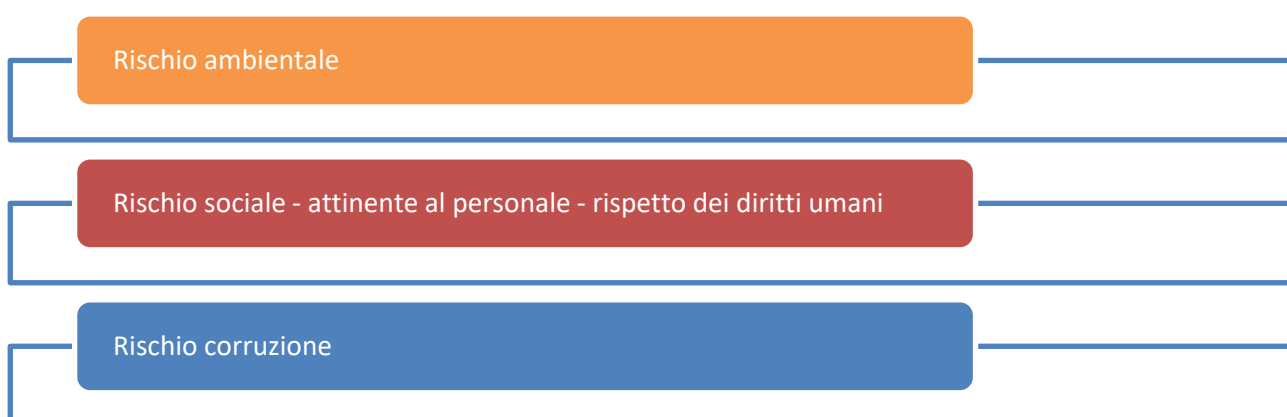 Rischio ambientale
Rischio sociale - attinente al personale - rispetto dei diritti umani
Rischio corruzione